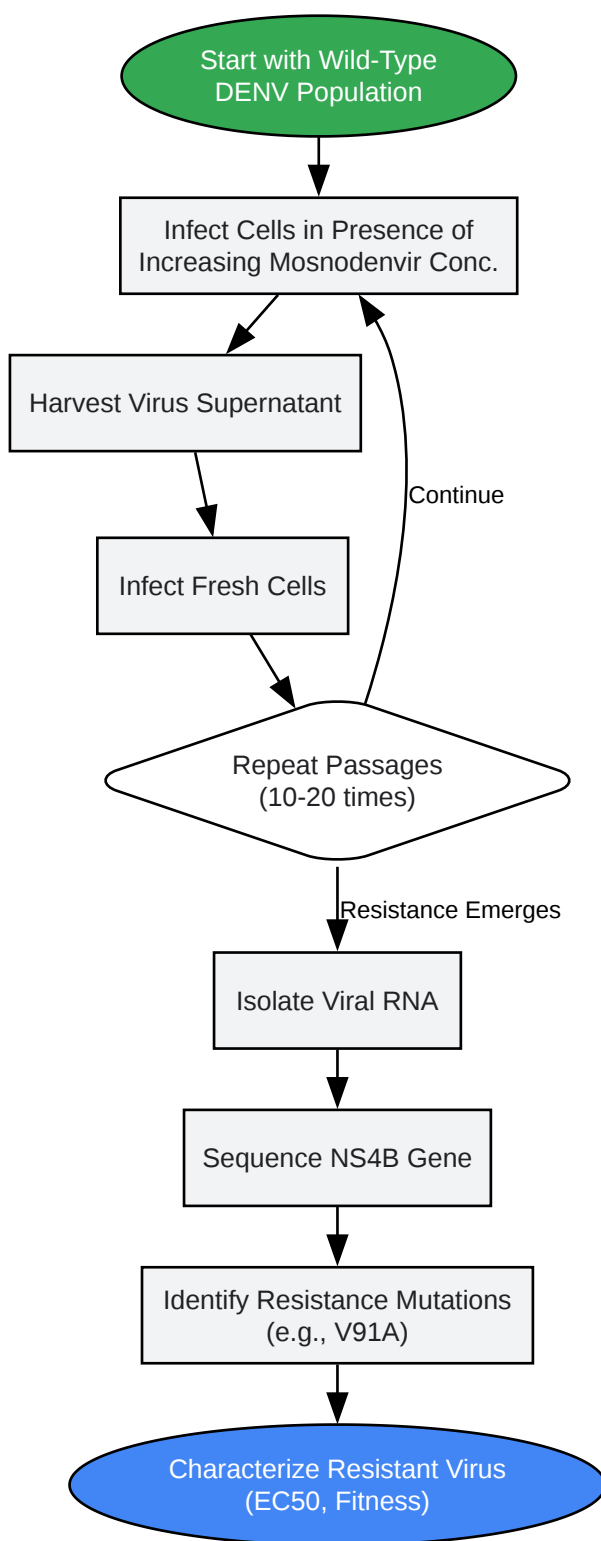 Start with Wild-Type
DENV Population
Infect Cells in Presence of
Increasing Mosnodenvir Conc.
Harvest Virus Supernatant
Continue
Infect Fresh Cells
Repeat Passages
(10-20 times)
Resistance Emerges
Isolate Viral RNA
Sequence NS4B Gene
Identify Resistance Mutations
(e.g., V91A)
Characterize Resistant Virus
(EC50, Fitness)